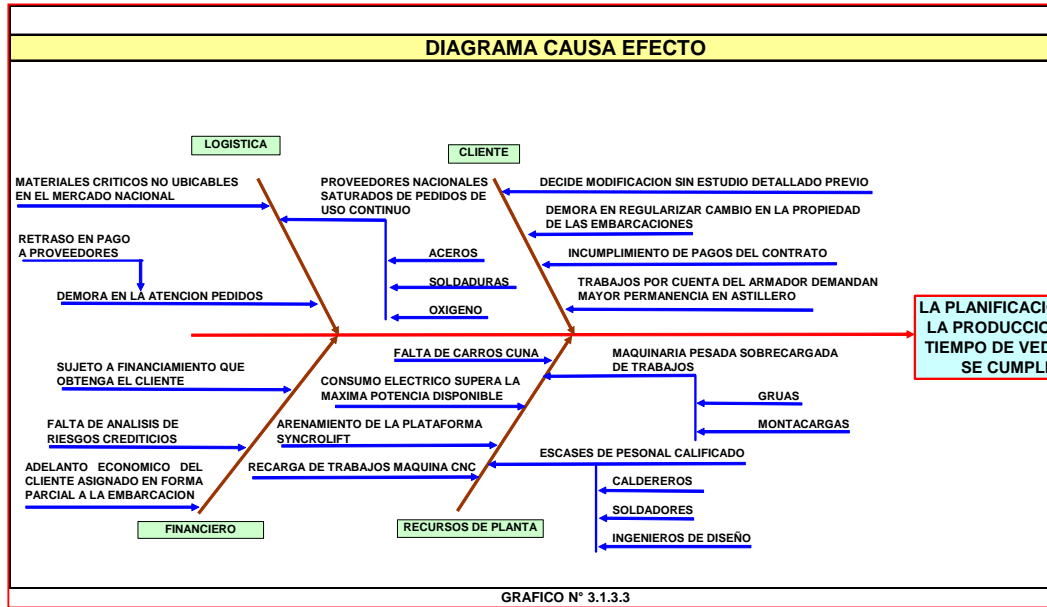 DIAGRAMA CAUSA EFECTO
LOGISTICA
CLIENTE
MATERIALES CRITICOS NO UBICABLES
EN EL MERCADO NACIONAL
PROVEEDORES NACIONALES
SATURADOS DE PEDIDOS DE
USO CONTINUO
DECIDE MODIFICACION SIN ESTUDIO DETALLADO PREVIO
DEMORA EN REGULARIZAR CAMBIO EN LA PROPIEDAD
DE LAS EMBARCACIONES
RETRASO EN PAGO
A PROVEEDORES
ACEROS
INCUMPLIMIENTO DE PAGOS DEL CONTRATO
SOLDADURAS
TRABAJOS POR CUENTA DEL ARMADOR DEMANDAN
MAYOR PERMANENCIA EN ASTILLERO
DEMORA EN LA ATENCION PEDIDOS
OXIGENO
LA PLANIFICACIO
LA PRODUCCIO
TIEMPO DE VED
SE CUMPLE
FALTA DE CARROS CUNA
MAQUINARIA PESADA SOBRECARGADA
DE TRABAJOS
SUJETO A FINANCIAMIENTO QUE
OBTENGA EL CLIENTE
CONSUMO ELECTRICO SUPERA LA
MAXIMA POTENCIA DISPONIBLE
GRUAS
MONTACARGAS
FALTA DE ANALISIS DE
RIESGOS CREDITICIOS
ARENAMIENTO DE LA PLATAFORMA
SYNCROLIFT
ESCASES DE PESONAL CALIFICADO
ADELANTO ECONOMICO DEL
CLIENTE ASIGNADO EN FORMA
PARCIAL A LA EMBARCACION
RECARGA DE TRABAJOS MAQUINA CNC
CALDEREROS
SOLDADORES
INGENIEROS DE DISEÑO
FINANCIERO
RECURSOS DE PLANTA
GRAFICO N° 3.1.3.3